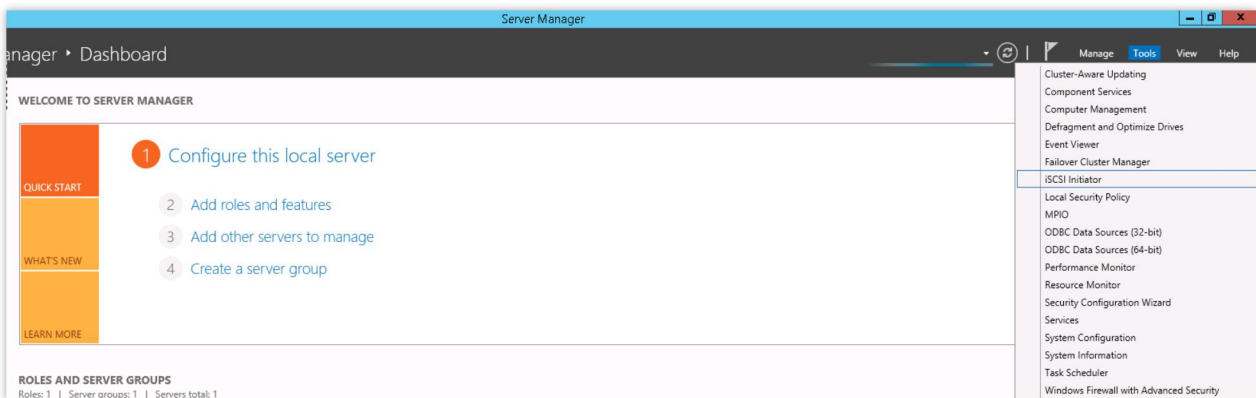 Server Manager
anager • Dashboard
Manage Tools View Help
WELCOME TO SERVER MANAGER
QUICK START
WHAT'S NEW
LEARN MORE
1 Configure this local server
2 Add roles and features
3 Add other servers to manage
4 Create a server group
ROLES AND SERVER GROUPS
Roles: 1 | Server groups: 1 | Servers total: 1
Cluster-Aware Updating
Component Services
Computer Management
Defragment and Optimize Drives
Event Viewer
Failover Cluster Manager
iSCSI Initiator
Local Security Policy
MPIO
ODBC Data Sources (32-bit)
ODBC Data Sources (64-bit)
Performance Monitor
Resource Monitor
Security Configuration Wizard
Services
System Configuration
System Information
Task Scheduler
Windows Firewall with Advanced Security